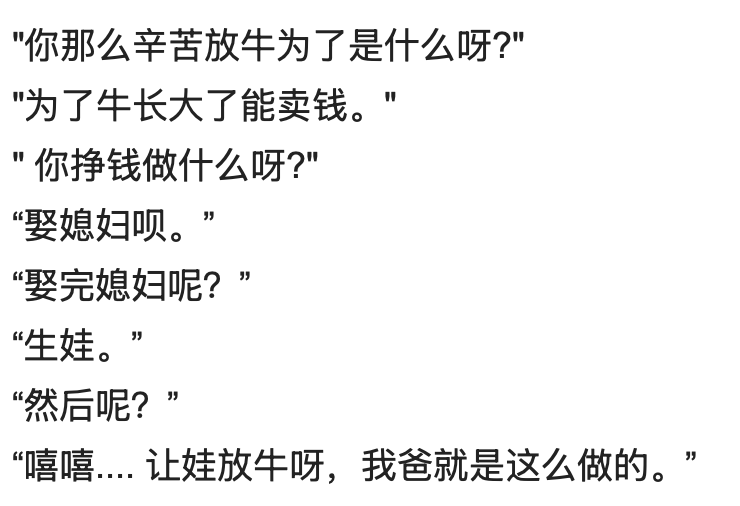 "你那么辛苦放牛为了是什么呀?"
"为了牛长大了能卖钱。"
" 你挣钱做什么呀?"
“娶媳妇呗。”
“娶完媳妇呢？”
“生娃。”
“然后呢？”
“嘻嘻.... 让娃放牛呀，我爸就是这么做的。”